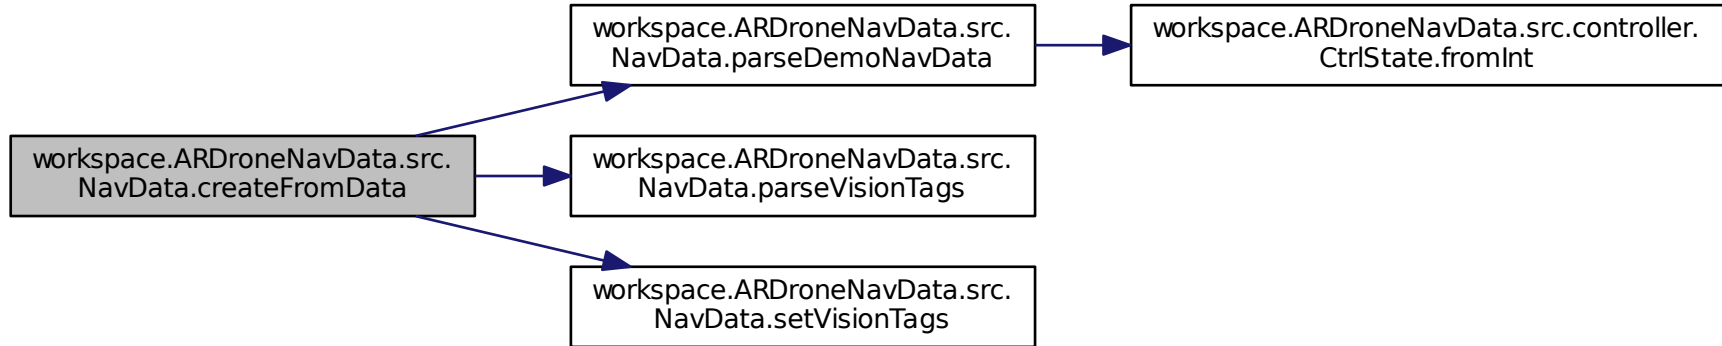 workspace.ARDroneNavData.src.
NavData.createFromData
workspace.ARDroneNavData.src.
NavData.parseDemoNavData
workspace.ARDroneNavData.src.controller.
CtrlState.fromInt
workspace.ARDroneNavData.src.
NavData.parseVisionTags
workspace.ARDroneNavData.src.
NavData.setVisionTags